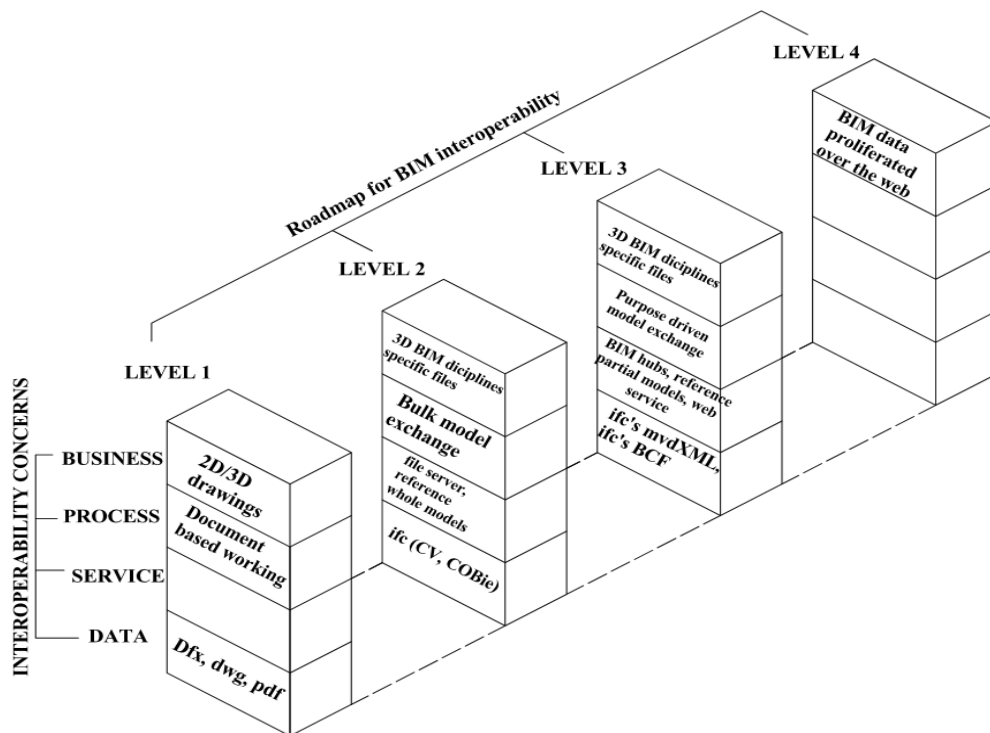 Roadmap for BIM interoperability
LEVEL 1
LEVEL 2
LEVEL 3
LEVEL 4
INTEROPERABILITY CONCERNS
BUSINESS
PROCESS
SERVICE
DATA
2D/3D
drawings
Document
based working
Dfx, dwg, pdf
3D BIM diciplines
specific files
Bulk model
exchange
file server,
reference
whole models
ifc (CV, COBie)
3D BIM diciplines
specific files
Purpose driven
model exchange
BIM hubs, reference
partial models, web
service
ifc's mvdXML,
ifc's BCF
BIM data
proliferated
over the web